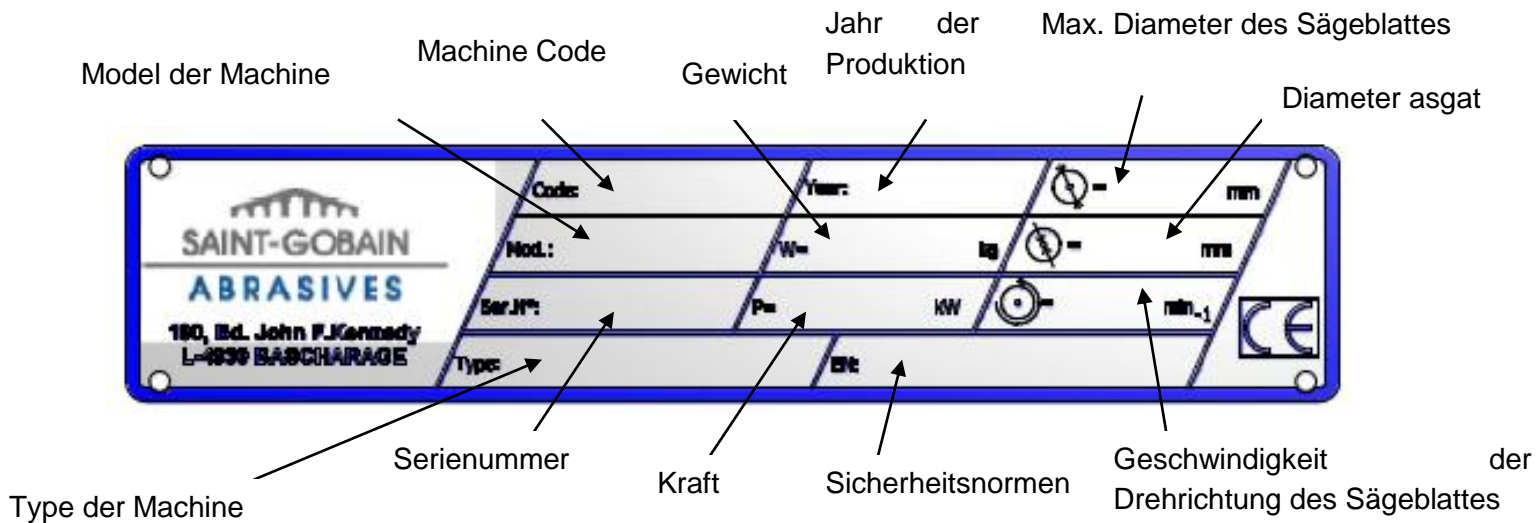 Jahr der
Produktion
Max. Diameter des Sägeblattes
Machine Code
Model der Machine
Gewicht
Diameter asgat
Code:
Year:
mm
SAINT-GOBAIN
Mod.:
W=
kg
mm
ABRASIVES
Ser.N°:
P=
kW
min-1
190, Bd. John F.Kennedy
L-4930 BASCHARAGE
Type:
EN:
CE
Serienummer
Kraft
Sicherheitsnormen
Geschwindigkeit der
Drehrichtung des Sägeblattes
Type der Machine